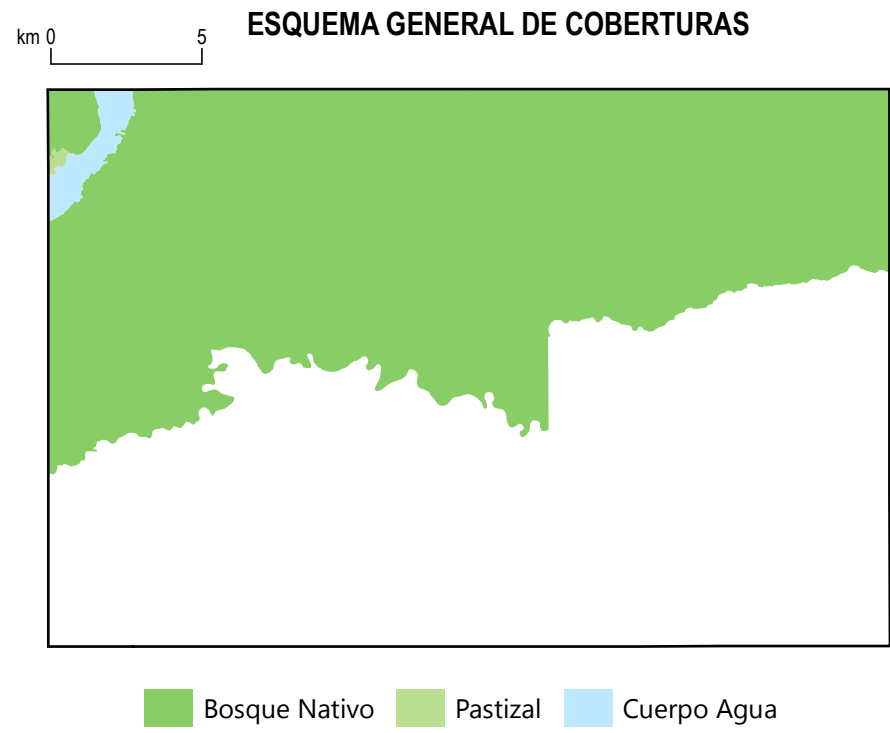 ESQUEMA GENERAL DE COBERTURAS
km 0 5
Bosque Nativo Pastizal Cuerpo Agua